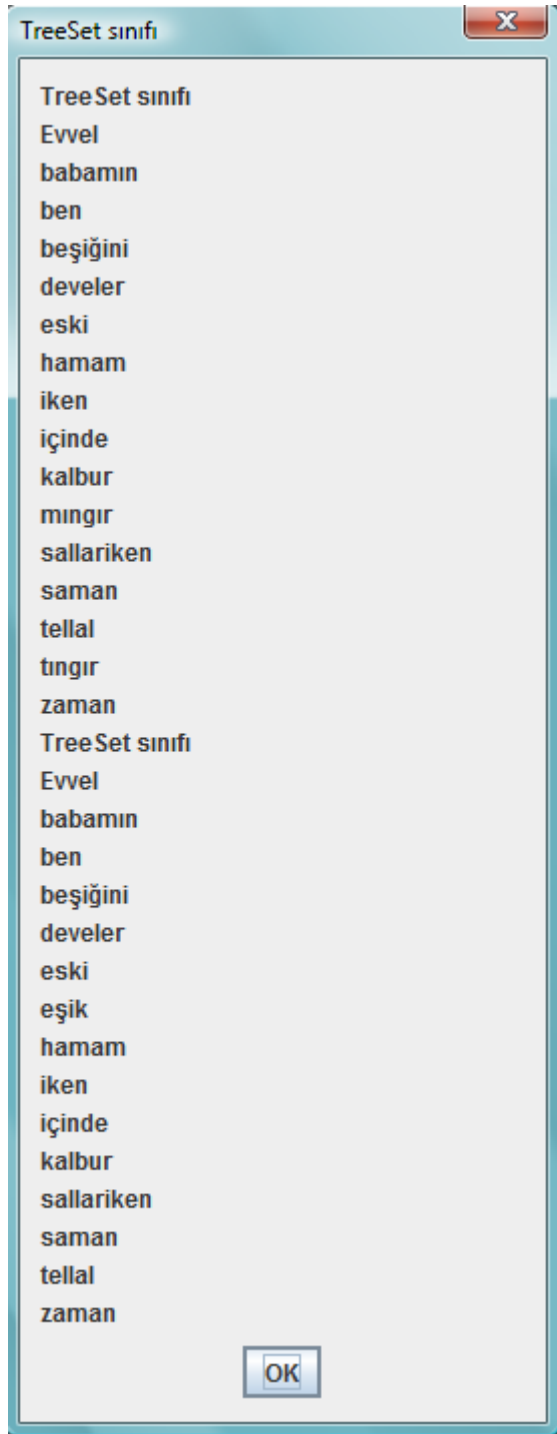 TreeSet sınıfı
TreeSet sınıfı
Evvel
babamın
ben
beşiğini
develer
eski
hamam
iken
içinde
kalbur
mıngır
sallariken
saman
tellal
tıngır
zaman
TreeSet sınıfı
Evvel
babamın
ben
beşiğini
develer
eski
eşik
hamam
iken
içinde
kalbur
sallariken
saman
tellal
zaman
OK